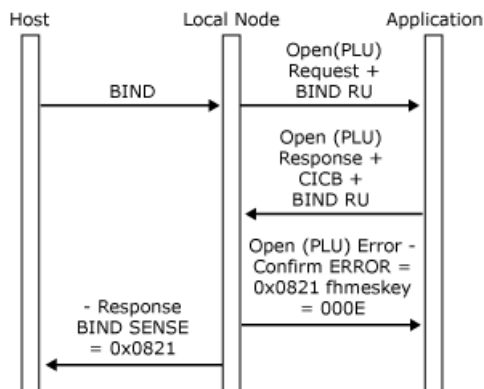 Host
Local Node
Application
BIND
Open(PLU)
Request +
BIND RU
Open (PLU)
Response +
CICB +
BIND RU
Open (PLU) Error -
Confirm ERROR =
0x0821 fhmeskey
= 000E
- Response
BIND SENSE
= 0x0821